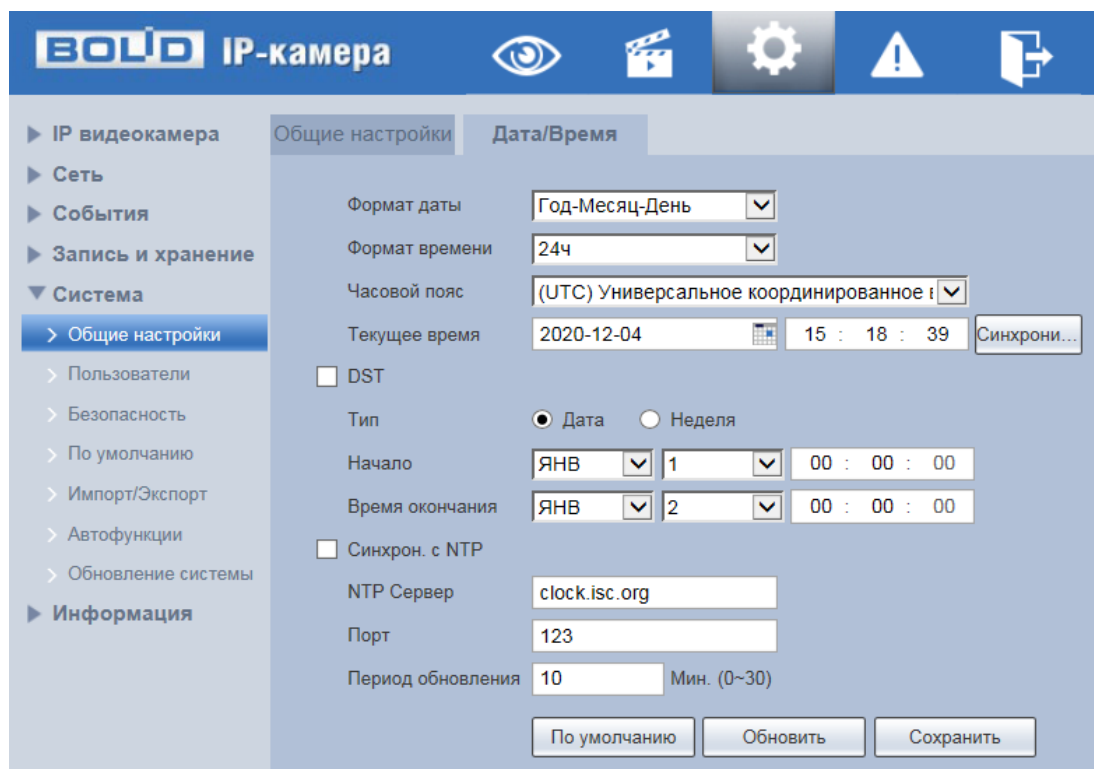 BOLID IP-камера
IP видеокамера
Сеть
События
Запись и хранение
Система
Общие настройки
Пользователи
Безопасность
По умолчанию
Импорт/Экспорт
Автофункции
Обновление системы
Информация
Общие настройки Дата/Время
Формат даты Год-Месяц-День
Формат времени 24ч
Часовой пояс (UTC) Универсальное координированное
Текущее время 2020-12-04 15 : 18 : 39 Синхрони...
DST
Тип Дата Неделя
Начало ЯНВ 1 00 : 00 : 00
Время окончания ЯНВ 2 00 : 00 : 00
Синхрон. с NTP
NTP Сервер clock.isc.org
Порт 123
Период обновления 10 Мин. (0~30)
По умолчанию Обновить Сохранить